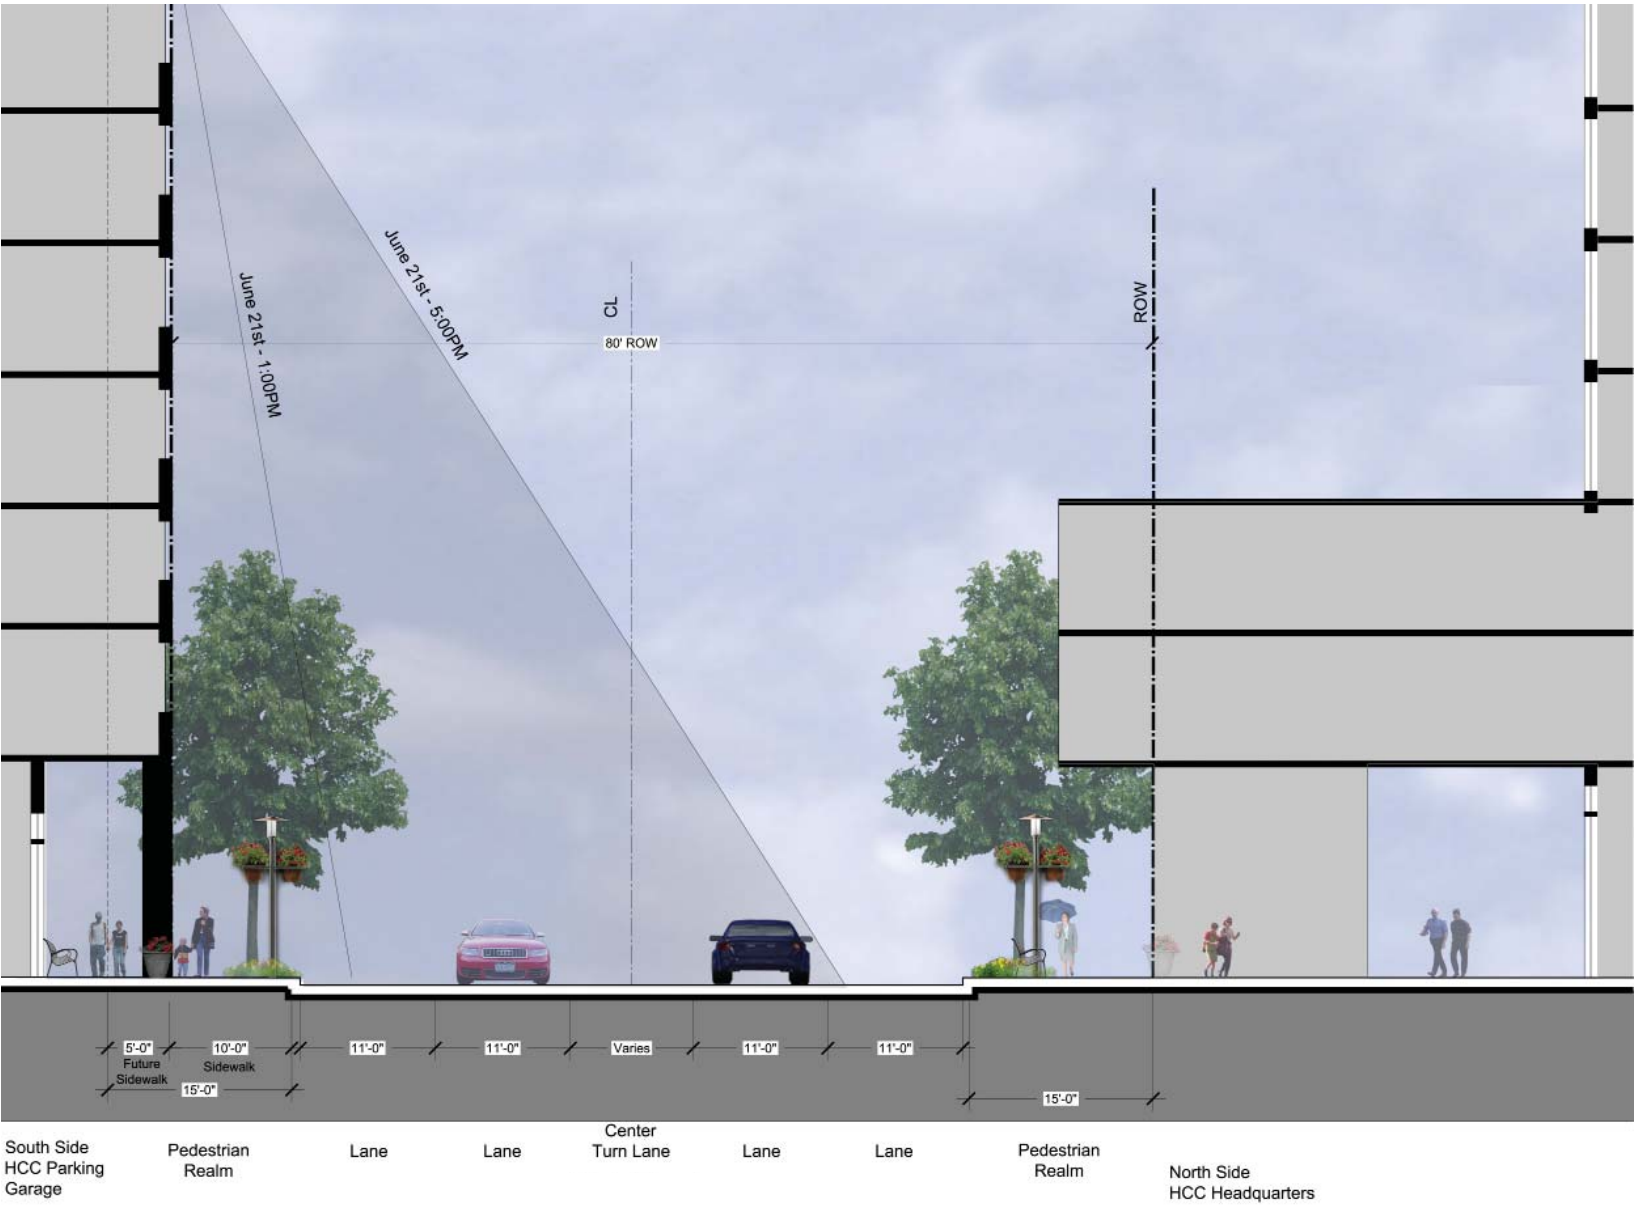 June 21st - 1:00PM
June 21st - 5:00PM
CL
80' ROW
ROW
5'-0"
10'-0"
11'-0"
11'-0"
Varies
11'-0"
11'-0"
Future
Sidewalk
Sidewalk
15'-0"
15'-0"
South Side
HCC Parking
Garage
Pedestrian
Realm
Lane
Lane
Center
Turn Lane
Lane
Lane
Pedestrian
Realm
North Side
HCC Headquarters